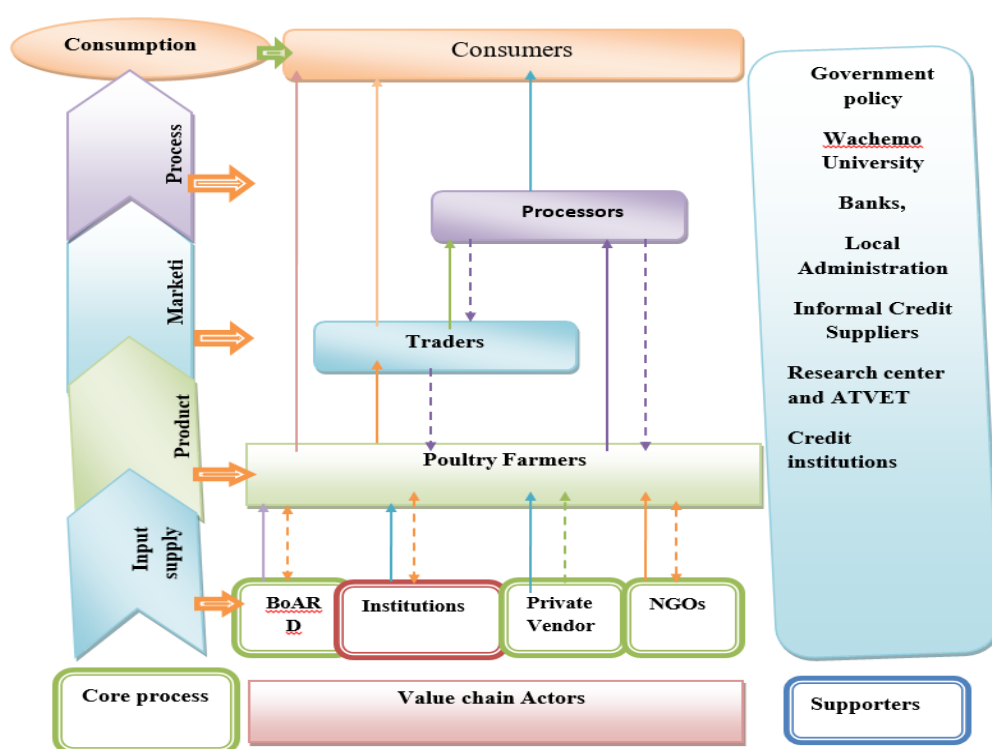 Consumption
Consumers
Process
Marketi
Product
Input
supply
Processors
Traders
Poultry Farmers
BoAR
D
Institutions
Private
Vendor
NGOs
Government
policy
Wachemo
University
Banks,
Local
Administration
Informal Credit
Suppliers
Research center
and ATVET
Credit
institutions
Core process
Value chain Actors
Supporters